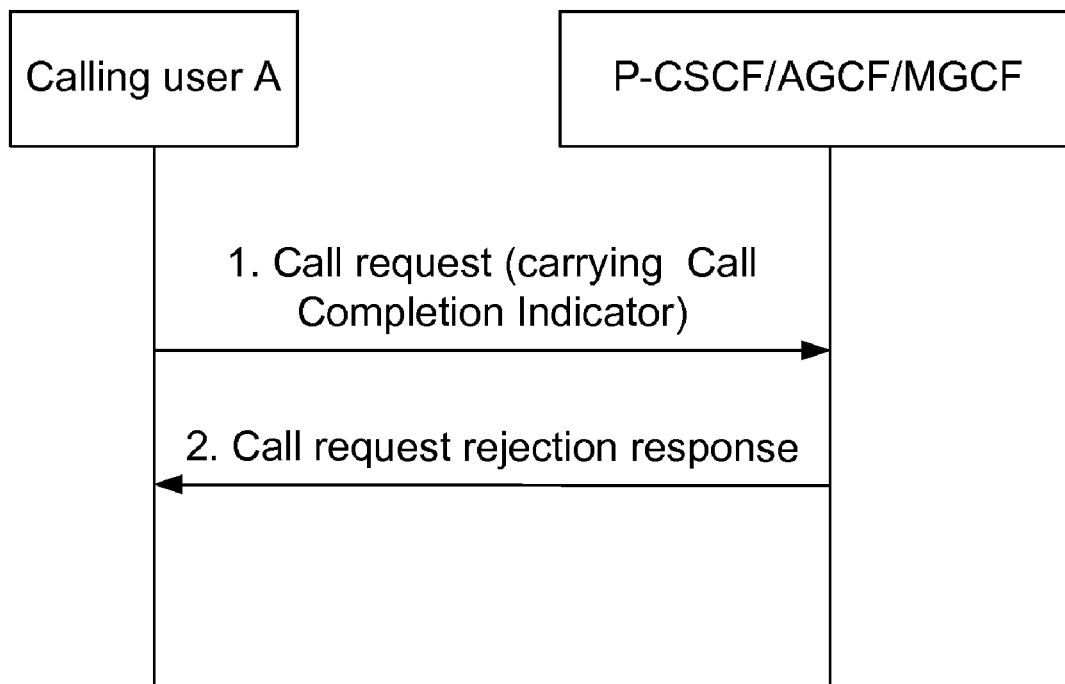 Calling user A
P-CSCF/AGCF/MGCF
1. Call request (carrying Call
Completion Indicator)
2. Call request rejection response